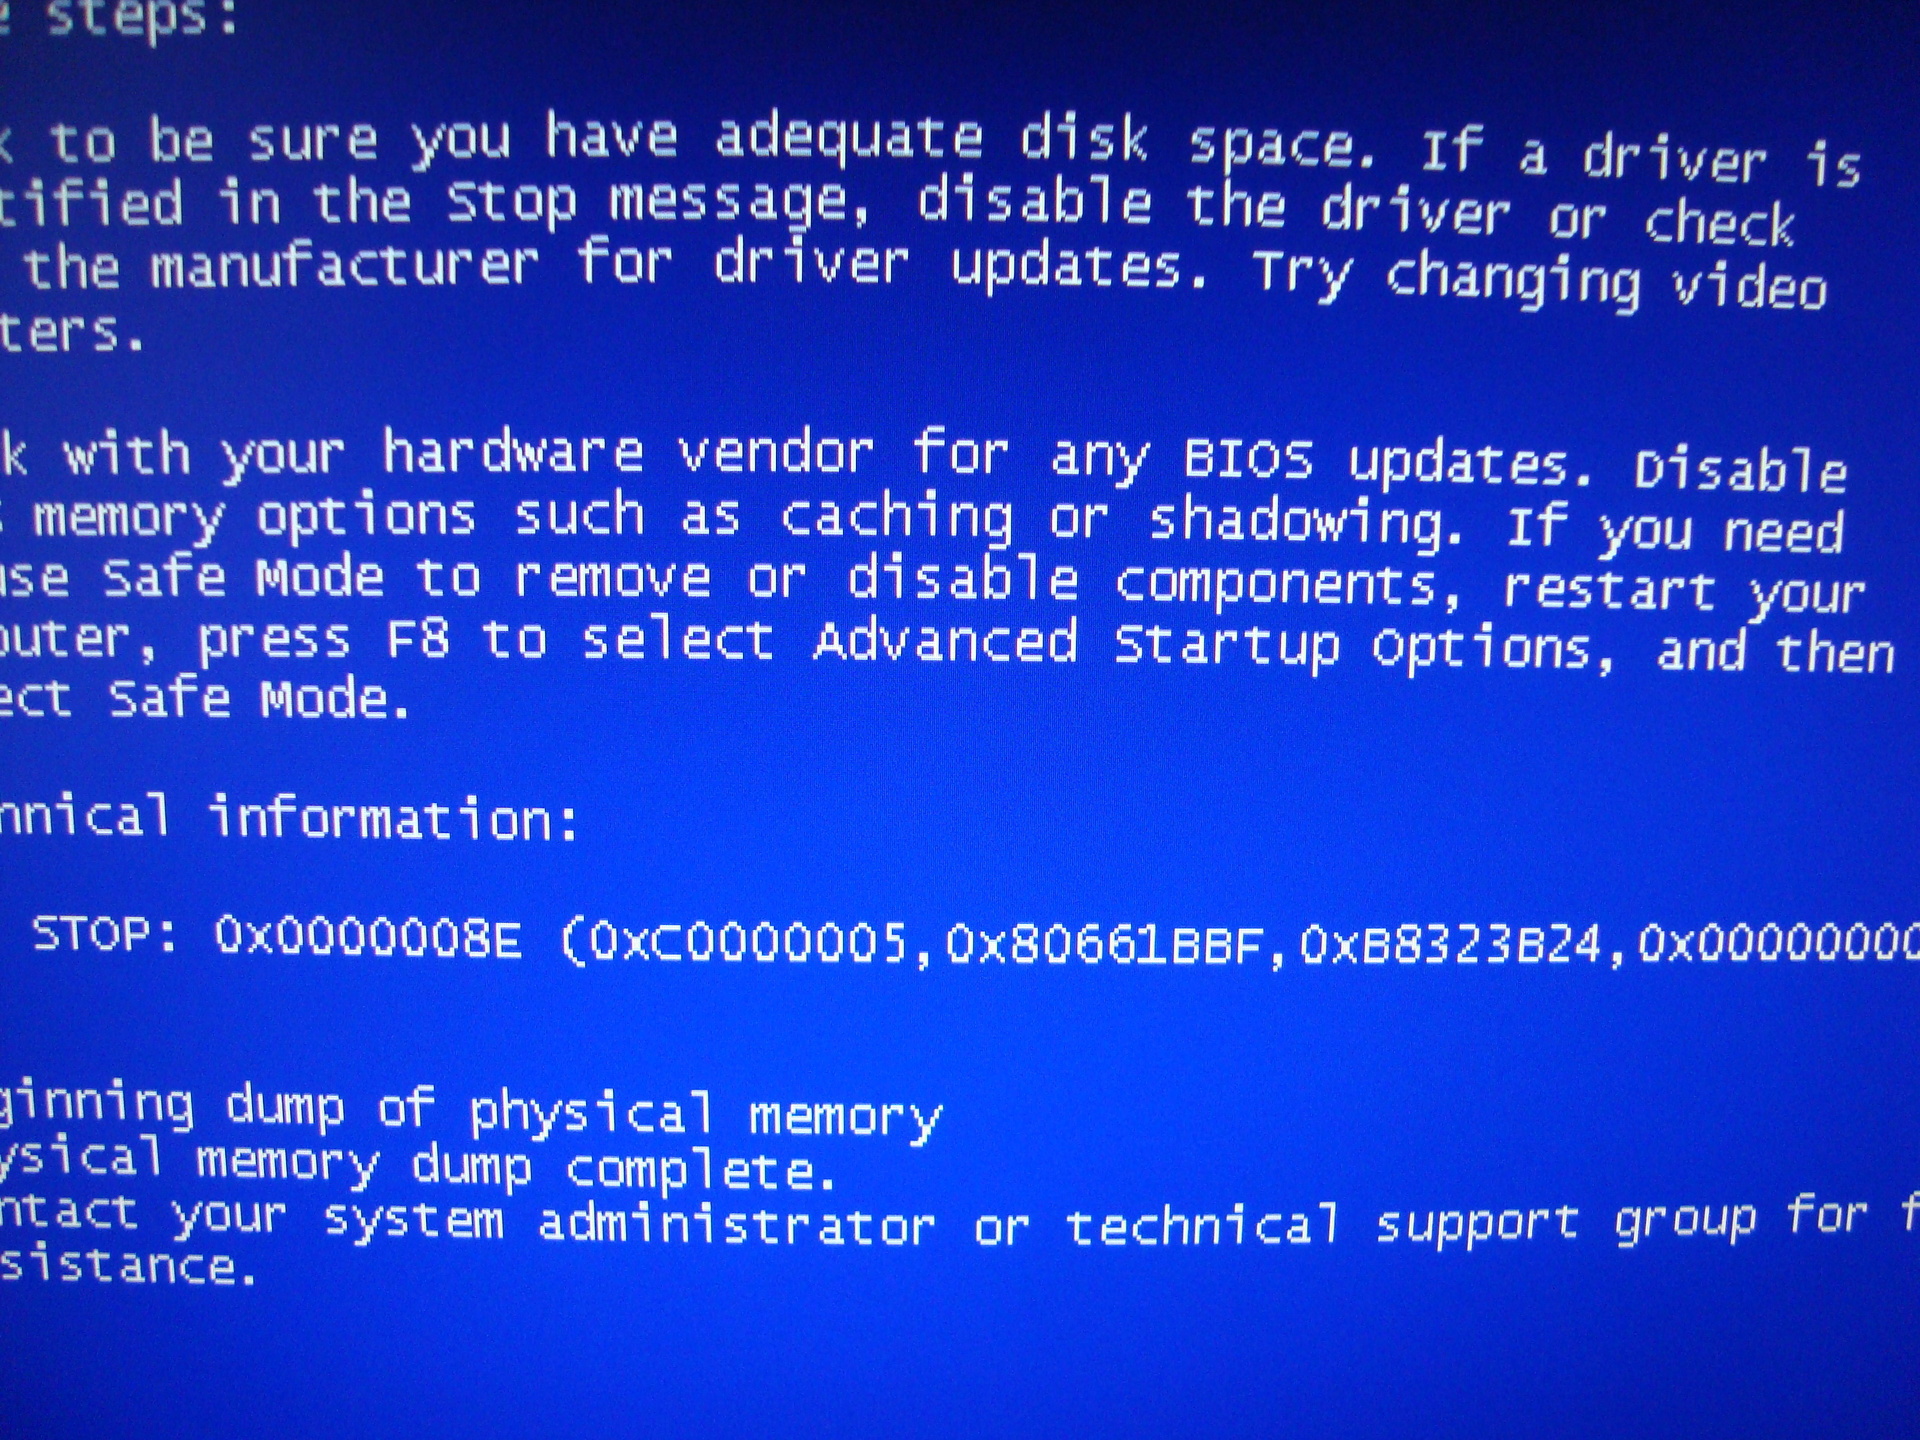 steps:
to be sure you have adequate disk space. If a driver is
tified in the Stop message, disable the driver or check
the manufacturer for driver updates. Try changing video
ters.
k with your hardware vendor for any BIOS updates. Disable
memory options such as caching or shadowing. If you need
use Safe Mode to remove or disable components, restart your
puter, press F8 to select Advanced Startup Options, and then
ect Safe Mode.
nnical information:
STOP: 0x0000008E (0xC0000005,0x80661BBF,0xB8323B24,0x00000000
ginning dump of physical memory
ysical memory dump complete.
ntact your system administrator or technical support group for f
sistance.